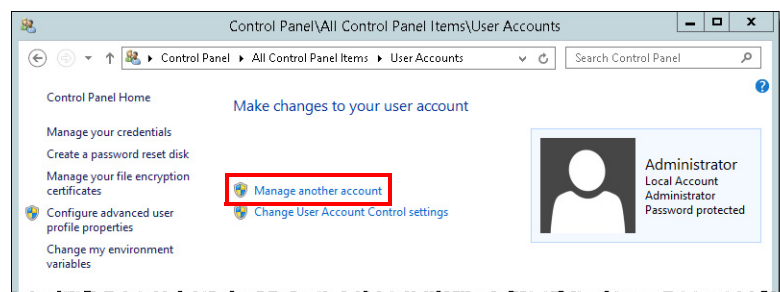 Control Panel\All Control Panel Items\User Accounts
Control Panel All Control Panel Items User Accounts
Search Control Panel
Control Panel Home
Make changes to your user account
Manage your credentials
Create a password reset disk
Manage your file encryption
certificates
Configure advanced user
profile properties
Change my environment
variables
Manage another account
Change User Account Control settings
Administrator
Local Account
Administrator
Password protected